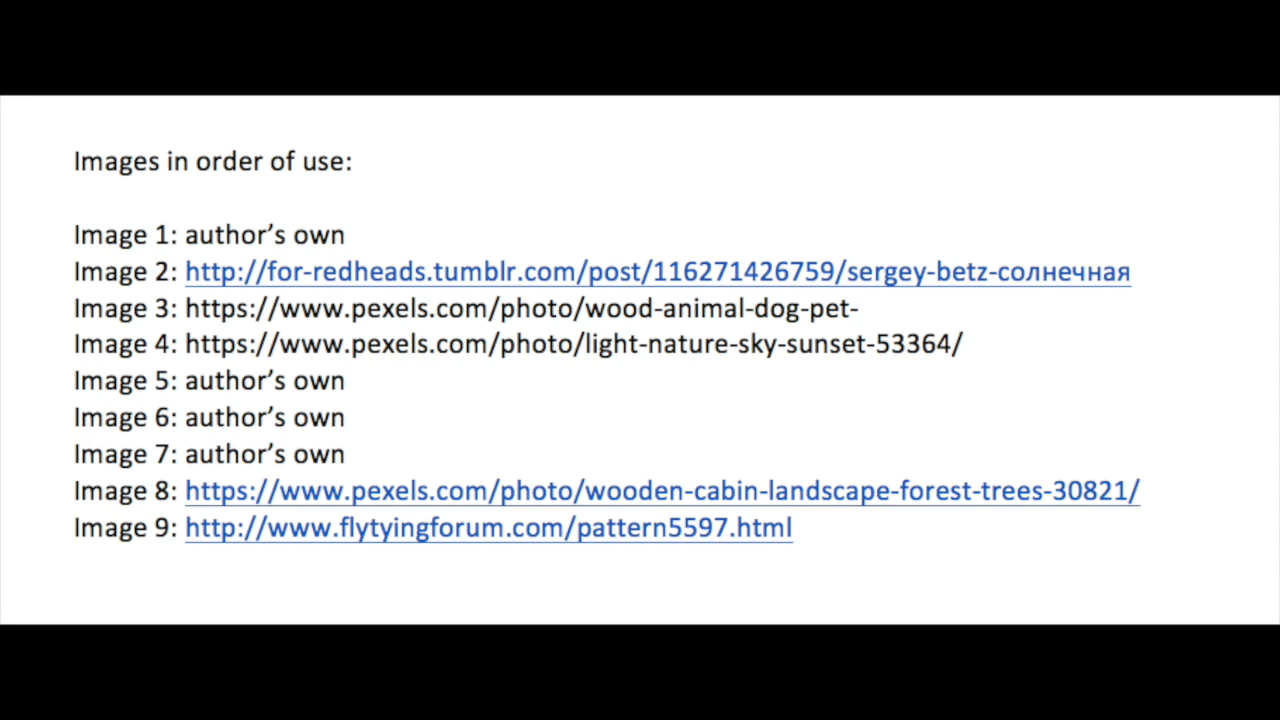 Images in order of use:
Image 1: author’s own
Image 2: http://for-redheads.tumblr.com/post/116271426759/sergey-betz-солнечная
Image 3: https://www.pexels.com/photo/wood-animal-dog-pet-
Image 4: https://www.pexels.com/photo/light-nature-sky-sunset-53364/
Image 5: author’s own
Image 6: author’s own
Image 7: author’s own
Image 8: https://www.pexels.com/photo/wooden-cabin-landscape-forest-trees-30821/
Image 9: http://www.flytyingforum.com/pattern5597.html